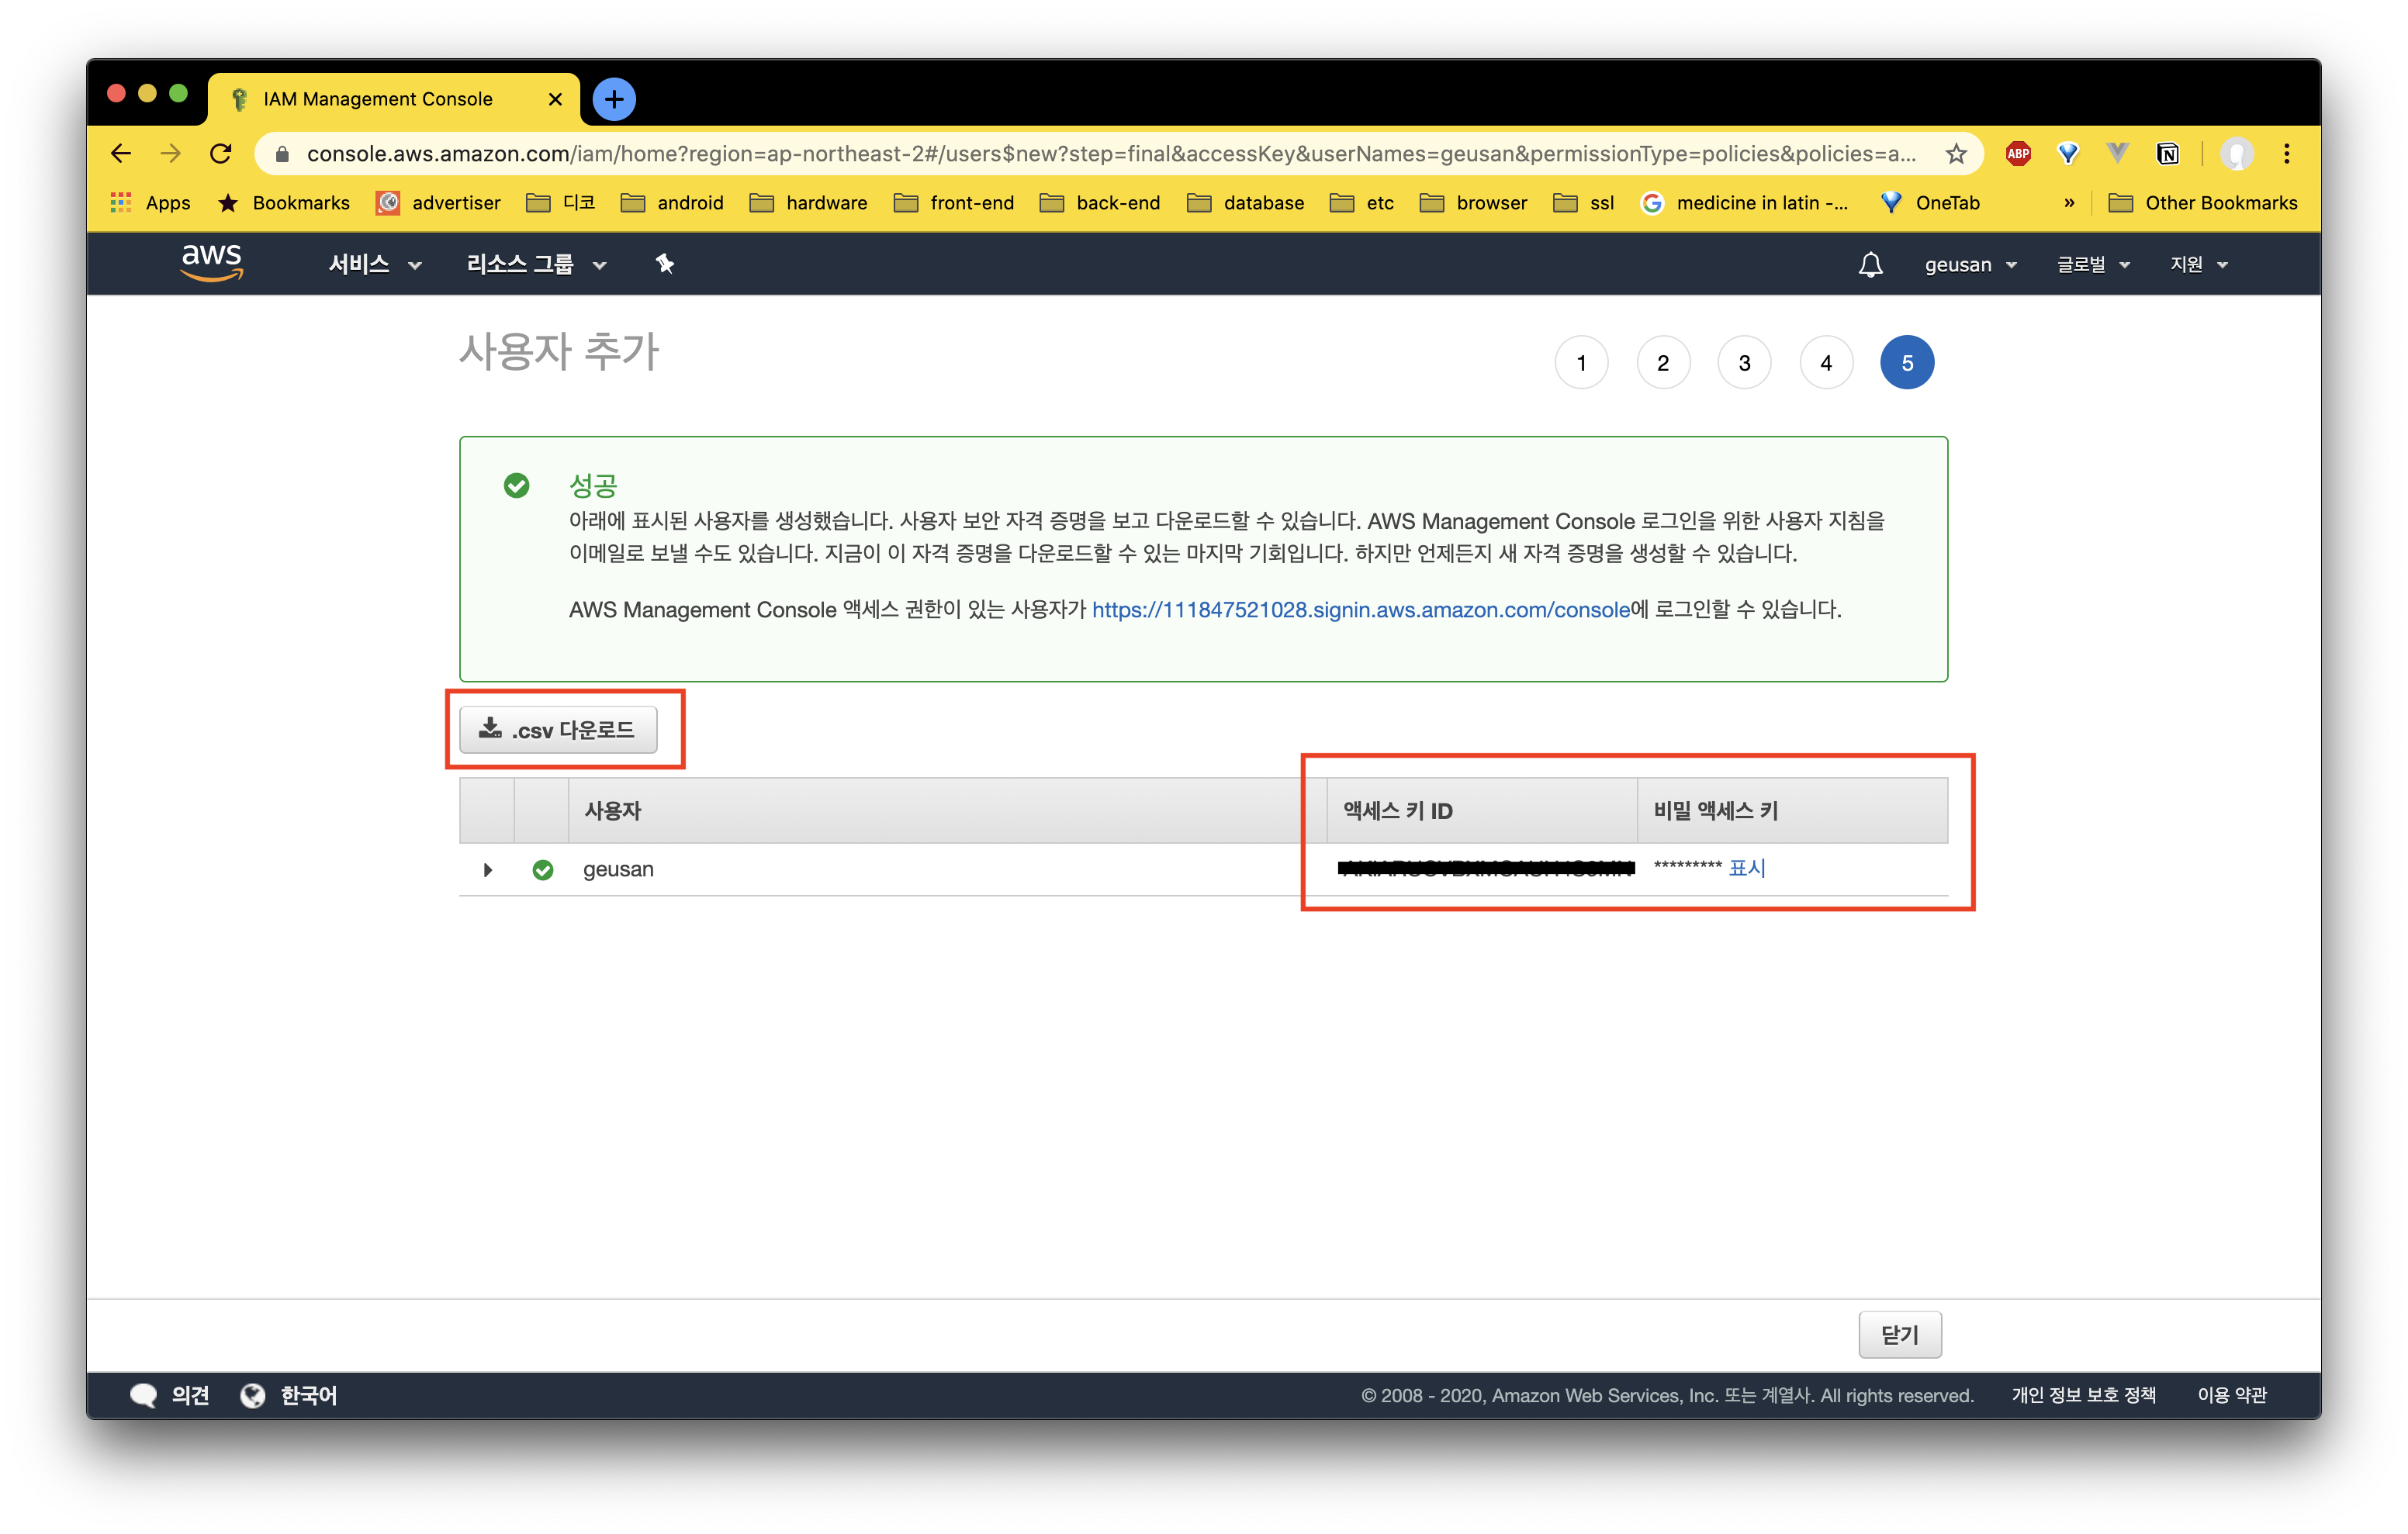 IAM Management Console
console.aws.amazon.com/iam/home?region=ap-northeast-2#/users$new?step=final&accessKey&userNames=geusan&permissionType=policies&policies=a...
ABP
N
Apps
Bookmarks
advertiser
디코
android
hardware
front-end
back-end
database
etc
browser
ssl
medicine in latin -...
OneTab
»
Other Bookmarks
aws
서비스
리소스 그룹
geusan
글로벌
지원
사용자 추가
1
2
3
4
5
성공
아래에 표시된 사용자를 생성했습니다. 사용자 보안 자격 증명을 보고 다운로드할 수 있습니다. AWS Management Console 로그인을 위한 사용자 지침을
이메일로 보낼 수도 있습니다. 지금이 이 자격 증명을 다운로드할 수 있는 마지막 기회입니다. 하지만 언제든지 새 자격 증명을 생성할 수 있습니다.
AWS Management Console 액세스 권한이 있는 사용자가 https://111847521028.signin.aws.amazon.com/console에 로그인할 수 있습니다.
.csv 다운로드
사용자
액세스 키 ID
비밀 액세스 키
geusan
********* 표시
닫기
의견
한국어
© 2008 - 2020, Amazon Web Services, Inc. 또는 계열사. All rights reserved.
개인 정보 보호 정책
이용 약관